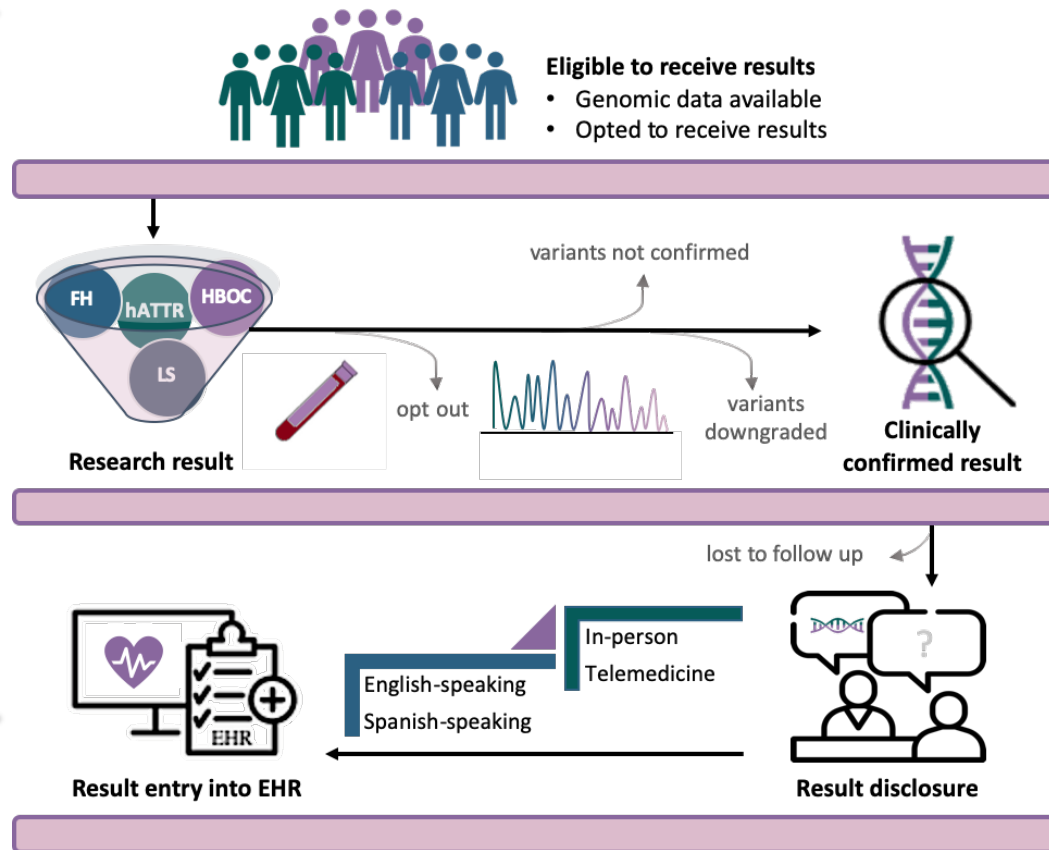 Eligible to receive results
• Genomic data available
• Opted to receive results
variants not confirmed
FH
hATTR
HBOC
LS
opt out
variants
downgraded
Research result
Clinically
confirmed result
lost to follow up
?
In-person
Telemedicine
English-speaking
Spanish-speaking
EHR
Result entry into EHR
Result disclosure